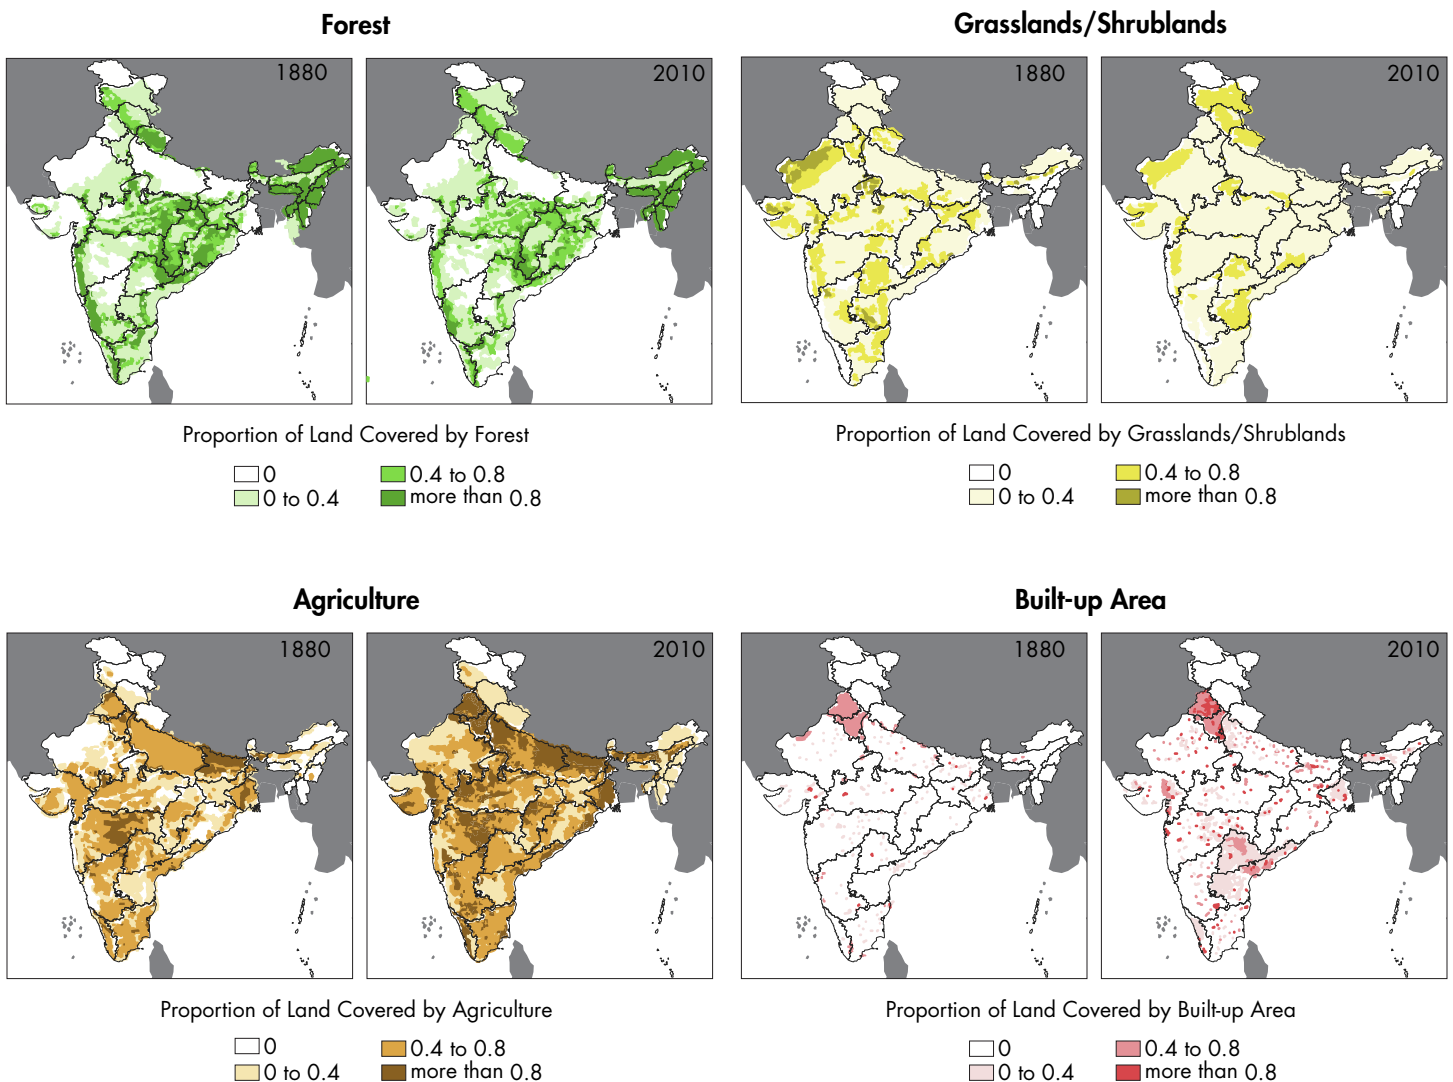 Forest
Grasslands/Shrublands
1880
2010
1880
2010
Proportion of Land Covered by Forest
Proportion of Land Covered by Grasslands/Shrublands
0
0.4 to 0.8
0 to 0.4
more than 0.8
0
0.4 to 0.8
0 to 0.4
more than 0.8
Agriculture
Built-up Area
1880
2010
1880
2010
Proportion of Land Covered by Agriculture
Proportion of Land Covered by Built-up Area
0
0.4 to 0.8
0 to 0.4
more than 0.8
0
0.4 to 0.8
0 to 0.4
more than 0.8